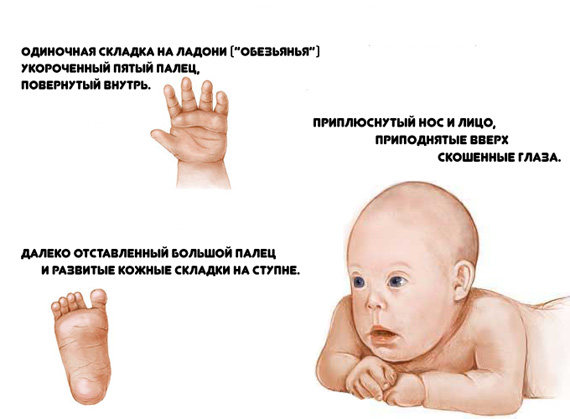 ОДИНОЧНАЯ СКЛАДКА НА ЛАДОНИ ("ОБЕЗЬЯНЬЯ")
УКОРОЧЕННЫЙ ПЯТЫЙ ПАЛЕЦ,
ПОВЕРНУТЫЙ ВНУТРЬ.
ПРИПЛЮСНУТЫЙ НОС И ЛИЦО,
ПРИПОДНЯТЫЕ ВВЕРХ
СКОШЕННЫЕ ГЛАЗА.
ДАЛЕКО ОТСТАВЛЕННЫЙ БОЛЬШОЙ ПАЛЕЦ
И РАЗВИТЫЕ КОЖНЫЕ СКЛАДКИ НА СТУПНЕ.